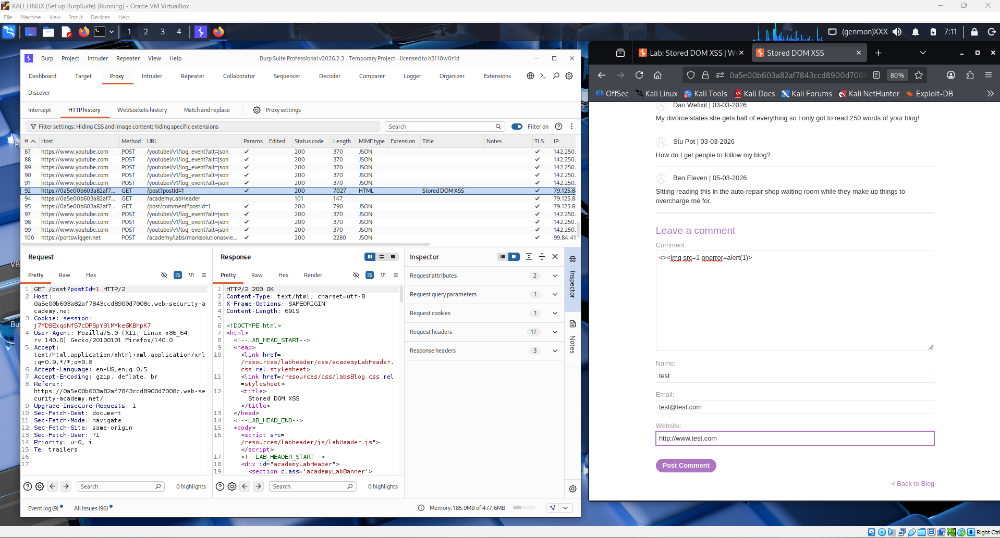 KALI_LINUX (Set up BurpSuite) [Running] - Oracle VM VirtualBox
File Machine View Input Devices Help
1 2 3 4 (genmon)XXX 7:11
Burp Project Intruder Repeater View Help Burp Suite Professional v2026.2.3 - Temporary Project - licensed to h3110w0r1d
Dashboard Target Proxy Intruder Repeater Collaborator Sequencer Decoder Comparer Logger Organizer Extensions
Discover
Intercept HTTP history WebSockets history Match and replace Proxy settings
Filter settings: Hiding CSS and image content; hiding specific extensions Search Filter on
# Host Method URL Params Edited Status code Length MIME type Extension Title Notes TLS IP
87 https://www.youtube.com POST /youtubei/v1/log_event?alt=json ✓ 200 370 JSON ✓ 142.250.
88 https://www.youtube.com POST /youtubei/v1/log_event?alt=json ✓ 200 370 JSON ✓ 142.250.
89 https://www.youtube.com POST /youtubei/v1/log_event?alt=json ✓ 200 370 JSON ✓ 142.250.
90 https://www.youtube.com POST /youtubei/v1/log_event?alt=json ✓ 200 370 JSON ✓ 142.250.
91 https://www.youtube.com POST /youtubei/v1/log_event?alt=json ✓ 200 370 JSON ✓ 142.250.
92 https://0a5e00b603a82af7... GET /post?postId=1 ✓ 200 7027 HTML Stored DOM XSS ✓ 79.125.8
94 https://0a5e00b603a82af7... GET /academyLabHeader 101 147 ✓ 79.125.8
95 https://0a5e00b603a82af7... GET /post/comment?postId=1 ✓ 200 790 JSON ✓ 79.125.8
97 https://www.youtube.com POST /youtubei/v1/log_event?alt=json ✓ 200 370 JSON ✓ 142.250.
98 https://www.youtube.com POST /youtubei/v1/log_event?alt=json ✓ 200 370 JSON ✓ 142.250.
99 https://www.youtube.com POST /youtubei/v1/log_event?alt=json ✓ 200 370 JSON ✓ 142.250.
100 https://portswigger.net POST /academy/labs/marksolutionasvie... ✓ 200 2280 JSON ✓ 99.84.41
Request
Pretty Raw Hex \n
1 GET /post?postId=1 HTTP/2
2 Host:
0a5e00b603a82af7843ccd8900d7008c.web-security-a
cademy.net
3 Cookie: session=
j7YD9ExqdNf57cDPSpY3lMYke6KBhpK7
4 User-Agent: Mozilla/5.0 (X11; Linux x86_64;
rv:140.0) Gecko/20100101 Firefox/140.0
5 Accept:
text/html,application/xhtml+xml,application/xml
;q=0.9,*/*;q=0.8
6 Accept-Language: en-US,en;q=0.5
7 Accept-Encoding: gzip, deflate, br
8 Referer:
https://0a5e00b603a82af7843ccd8900d7008c.web-se
curity-academy.net/
9 Upgrade-Insecure-Requests: 1
10 Sec-Fetch-Dest: document
11 Sec-Fetch-Mode: navigate
12 Sec-Fetch-Site: same-origin
13 Sec-Fetch-User: ?1
14 Priority: u=0, i
15 Te: trailers
16
17
Search 0 highlights
Response
Pretty Raw Hex Render \n
1 HTTP/2 200 OK
2 Content-Type: text/html; charset=utf-8
3 X-Frame-Options: SAMEORIGIN
4 Content-Length: 6919
5
6 <!DOCTYPE html>
7 <html>
8 <!--LAB_HEAD_START-->
9 <head>
10 <link href=
/resources/labheader/css/academyLabHeader.
css rel=stylesheet>
11 <link href=/resources/css/labsBlog.css rel
=stylesheet>
12 <title>
Stored DOM XSS
</title>
13 </head>
14 <!--LAB_HEAD_END-->
15 <body>
16 <script src="
/resources/labheader/js/labHeader.js">
</script>
17 <!--LAB_HEADER_START-->
18 <div id="academyLabHeader">
19 <section class='academyLabBanner'>
Search 0 highlights
Inspector
Request attributes 2
Request query parameters 1
Request cookies 1
Request headers 17
Response headers 3
Inspector
Notes
Event log (9) All issues (96) Memory: 185.9MB of 477.6MB
Lab: Stored DOM XSS | We Stored DOM XSS
0a5e00b603a82af7843ccd8900d7008 80%
OffSec Kali Linux Kali Tools Kali Docs Kali Forums Kali NetHunter Exploit-DB
Dan Wefixit | 03-03-2026
My divorce states she gets half of everything so I only got to read 250 words of your blog!
Stu Pot | 03-03-2026
How do I get people to follow my blog?
Ben Eleven | 05-03-2026
Sitting reading this in the auto-repair shop waiting room while they make up things to
overcharge me for.
Leave a comment
Comment:
<><img src=1 onerror=alert(1)>
Name:
test
Email:
test@test.com
Website:
http://www.test.com
Post Comment
< Back to Blog
VB
Bu
Right Ctrl